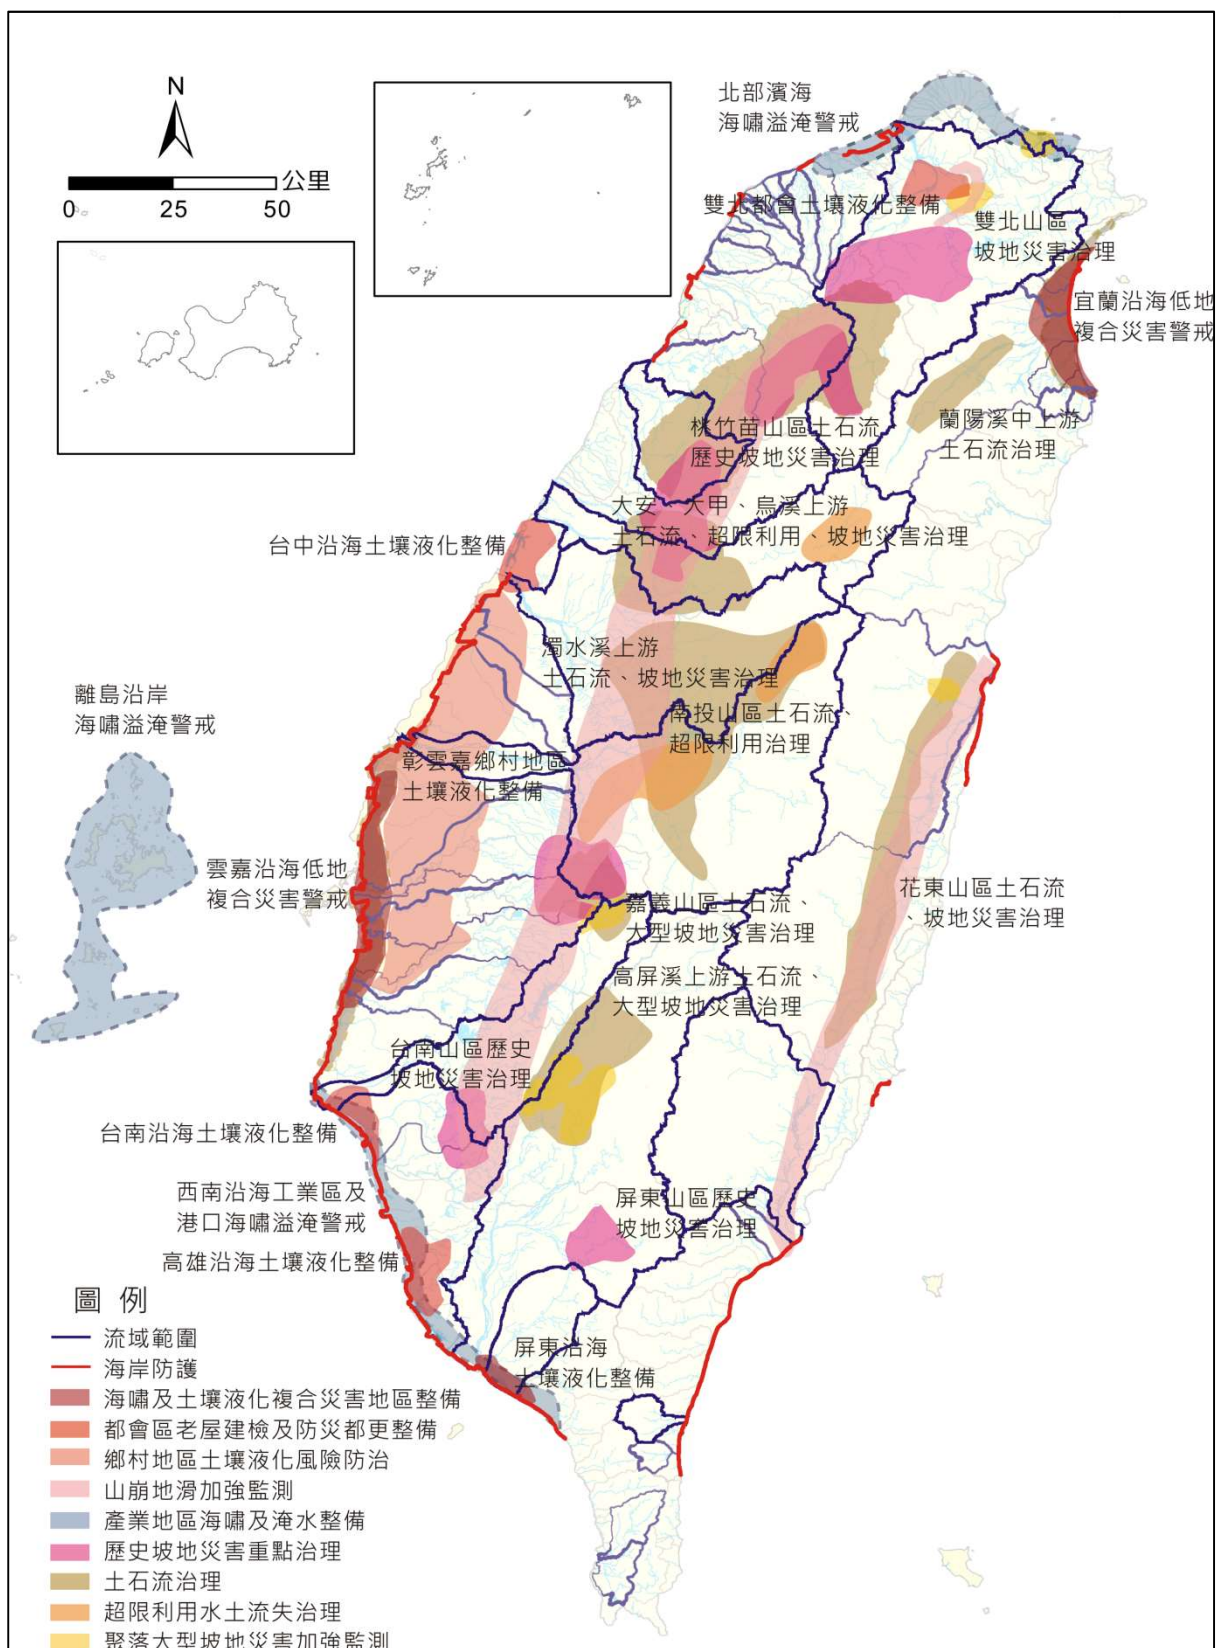 N
公里
0 25 50
北部濱海
海嘯溢淹警戒
雙北都會土壤液化整備
雙北山區
坡地災害治理
宜蘭沿海低地
複合災害警戒
蘭陽溪中上游
土石流治理
桃竹苗山區土石流
歷史坡地災害治理
大安、大甲、烏溪上游
土石流、超限利用、坡地災害治理
台中沿海土壤液化整備
濁水溪上游
土石流、坡地災害治理
南投山區土石流、
超限利用治理
離島沿岸
海嘯溢淹警戒
彰雲嘉鄉村地區
土壤液化整備
雲嘉沿海低地
複合災害警戒
花東山區土石流
、坡地災害治理
嘉義山區土石流、
大型坡地災害治理
高屏溪上游土石流、
大型坡地災害治理
台南山區歷史
坡地災害治理
台南沿海土壤液化整備
西南沿海工業區及
港口海嘯溢淹警戒
屏東山區歷史
坡地災害治理
高雄沿海土壤液化整備
屏東沿海
土壤液化整備
圖 例
流域範圍
海岸防護
海嘯及土壤液化複合災害地區整備
都會區老屋建檢及防災都更整備
鄉村地區土壤液化風險防治
山崩地滑加強監測
產業地區海嘯及淹水整備
歷史坡地災害重點治理
土石流治理
超限利用水土流失治理
聚落大型坡地災害加強監測